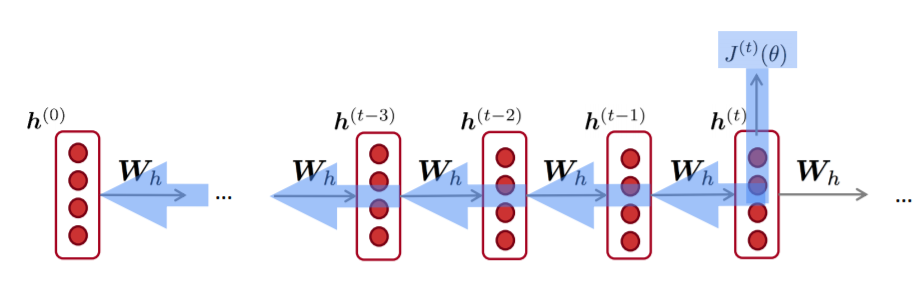 J^{(t)}(θ)
h^{(0)} h^{(t-3)} h^{(t-2)} h^{(t-1)} h^{(t)}
W_h ... W_h W_h W_h W_h W_h ...